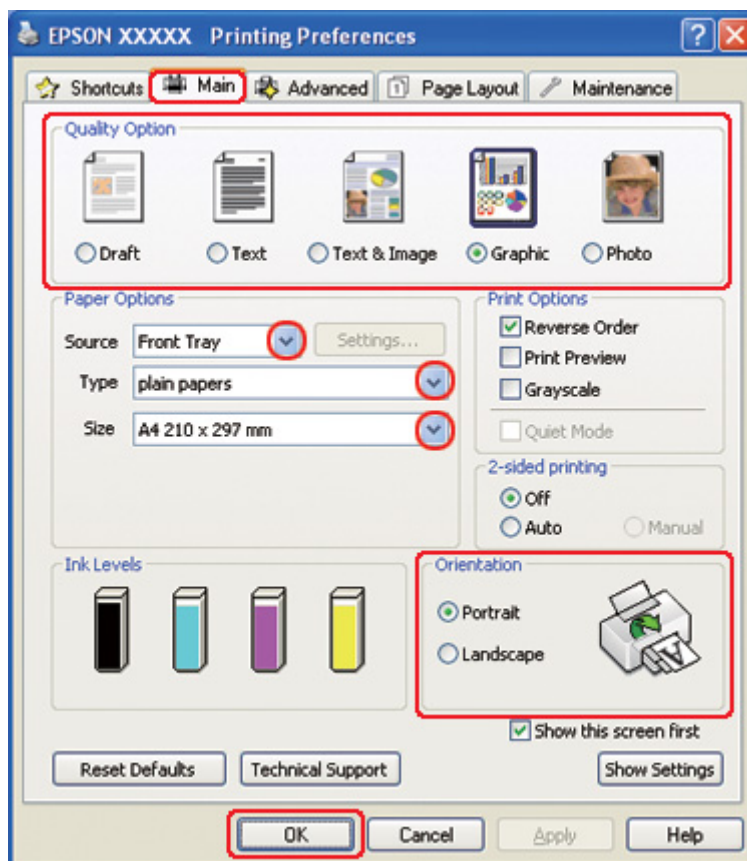 EPSON XXXXX Printing Preferences
Shortcuts Main Advanced 1 Page Layout Maintenance
Quality Option
Draft Text Text & Image Graphic Photo
Paper Options
Source Front Tray Settings...
Type plain papers
Size A4 210 x 297 mm
Print Options
Reverse Order
Print Preview
Grayscale
Quiet Mode
2-sided printing
Off
Auto Manual
Ink Levels
Orientation
Portrait
Landscape
A
Show this screen first
Reset Defaults Technical Support Show Settings
OK Cancel Apply Help